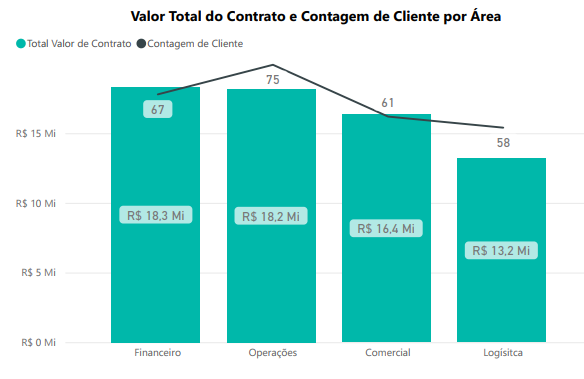 Valor Total do Contrato e Contagem de Cliente por Área
Total Valor de Contrato Contagem de Cliente
75
67
61
58
R$ 15 Mi
R$ 10 Mi
R$ 5 Mi
R$ 0 Mi
R$ 18,3 Mi
R$ 18,2 Mi
R$ 16,4 Mi
R$ 13,2 Mi
Financeiro Operações Comercial Logísitca